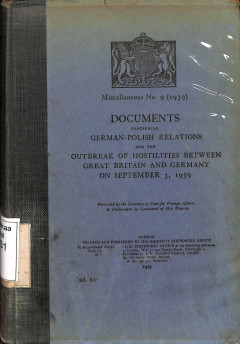 Miscellaneous No. 9 (1939)
DOCUMENTS
CONCERNING
GERMAN-POLISH RELATIONS
AND THE
OUTBREAK OF HOSTILITIES BETWEEN
GREAT BRITAIN AND GERMANY
ON SEPTEMBER 3, 1939
Presented by the Secretary of State for Foreign Affairs
to Parliament by Command of His Majesty
LONDON
PRINTED AND PUBLISHED BY HIS MAJESTY'S STATIONERY OFFICE
1939